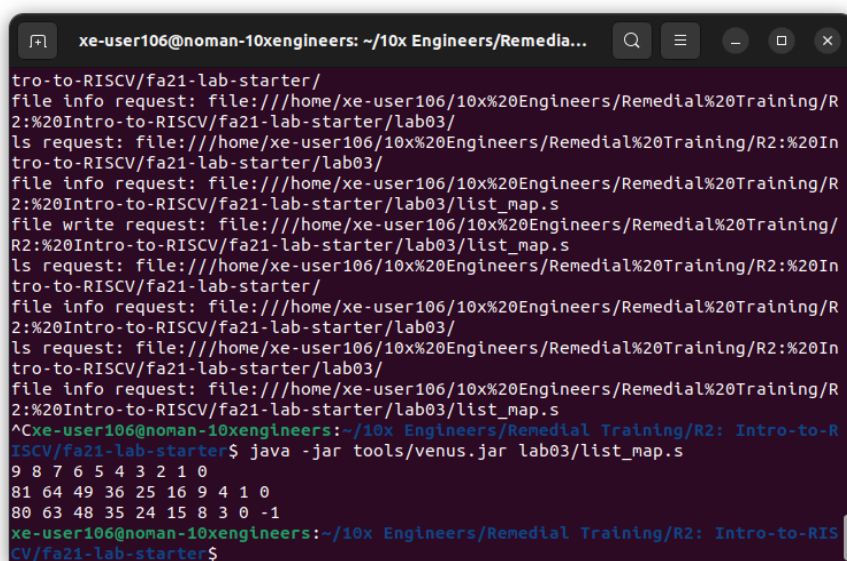 xe-user106@noman-10xengineers: ~/10x Engineers/Remedia...
tro-to-RISCV/fa21-lab-starter/
file info request: file:///home/xe-user106/10x%20Engineers/Remedial%20Training/R
2:%20Intro-to-RISCV/fa21-lab-starter/lab03/
ls request: file:///home/xe-user106/10x%20Engineers/Remedial%20Training/R2:%20In
tro-to-RISCV/fa21-lab-starter/lab03/
file info request: file:///home/xe-user106/10x%20Engineers/Remedial%20Training/R
2:%20Intro-to-RISCV/fa21-lab-starter/lab03/list_map.s
file write request: file:///home/xe-user106/10x%20Engineers/Remedial%20Training/
R2:%20Intro-to-RISCV/fa21-lab-starter/lab03/list_map.s
ls request: file:///home/xe-user106/10x%20Engineers/Remedial%20Training/R2:%20In
tro-to-RISCV/fa21-lab-starter/
file info request: file:///home/xe-user106/10x%20Engineers/Remedial%20Training/R
2:%20Intro-to-RISCV/fa21-lab-starter/lab03/
ls request: file:///home/xe-user106/10x%20Engineers/Remedial%20Training/R2:%20In
tro-to-RISCV/fa21-lab-starter/lab03/
file info request: file:///home/xe-user106/10x%20Engineers/Remedial%20Training/R
2:%20Intro-to-RISCV/fa21-lab-starter/lab03/list_map.s
^Cxe-user106@noman-10xengineers:~/10x Engineers/Remedial Training/R2: Intro-to-R
ISCV/fa21-lab-starter$ java -jar tools/venus.jar lab03/list_map.s
9 8 7 6 5 4 3 2 1 0
81 64 49 36 25 16 9 4 1 0
80 63 48 35 24 15 8 3 0 -1
xe-user106@noman-10xengineers:~/10x Engineers/Remedial Training/R2: Intro-to-RIS
CV/fa21-lab-starter$